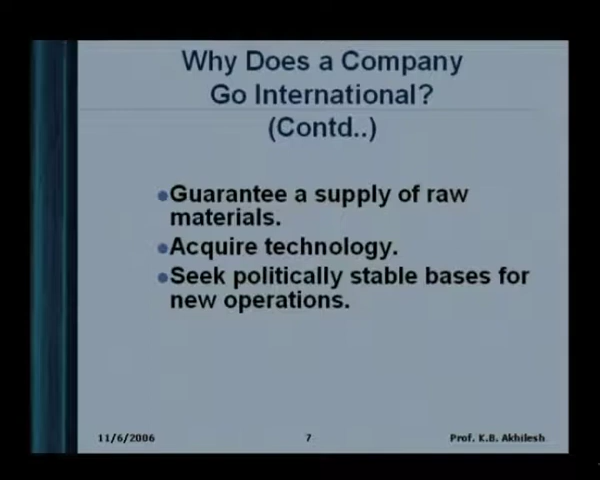 Why Does a Company
Go International?
(Contd..)
Guarantee a supply of raw
materials.
Acquire technology.
Seek politically stable bases for
new operations.
11/6/2006 7 Prof. K.B. Akhilesh